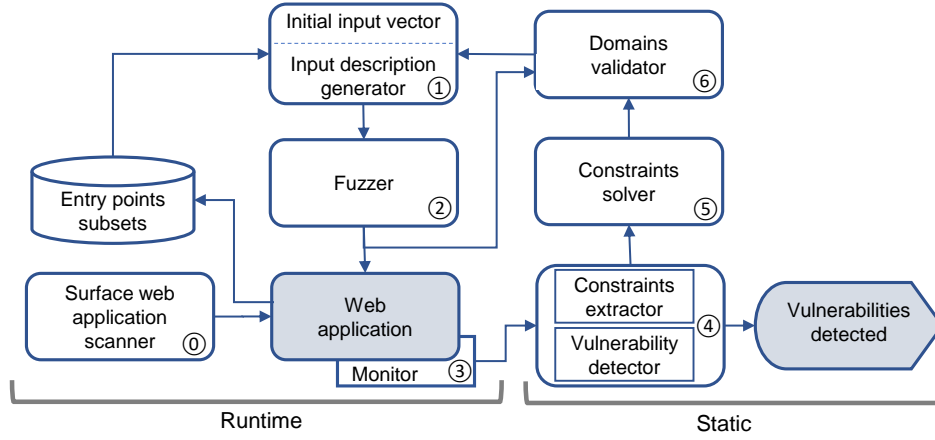 Initial input vector
Input description
generator
①
Domains
validator
⑥
Fuzzer
②
Constraints
solver
⑤
Entry points
subsets
Surface web
application
scanner
⓪
Web
application
Monitor
③
Constraints
extractor
Vulnerability
detector
④
Vulnerabilities
detected
Runtime
Static